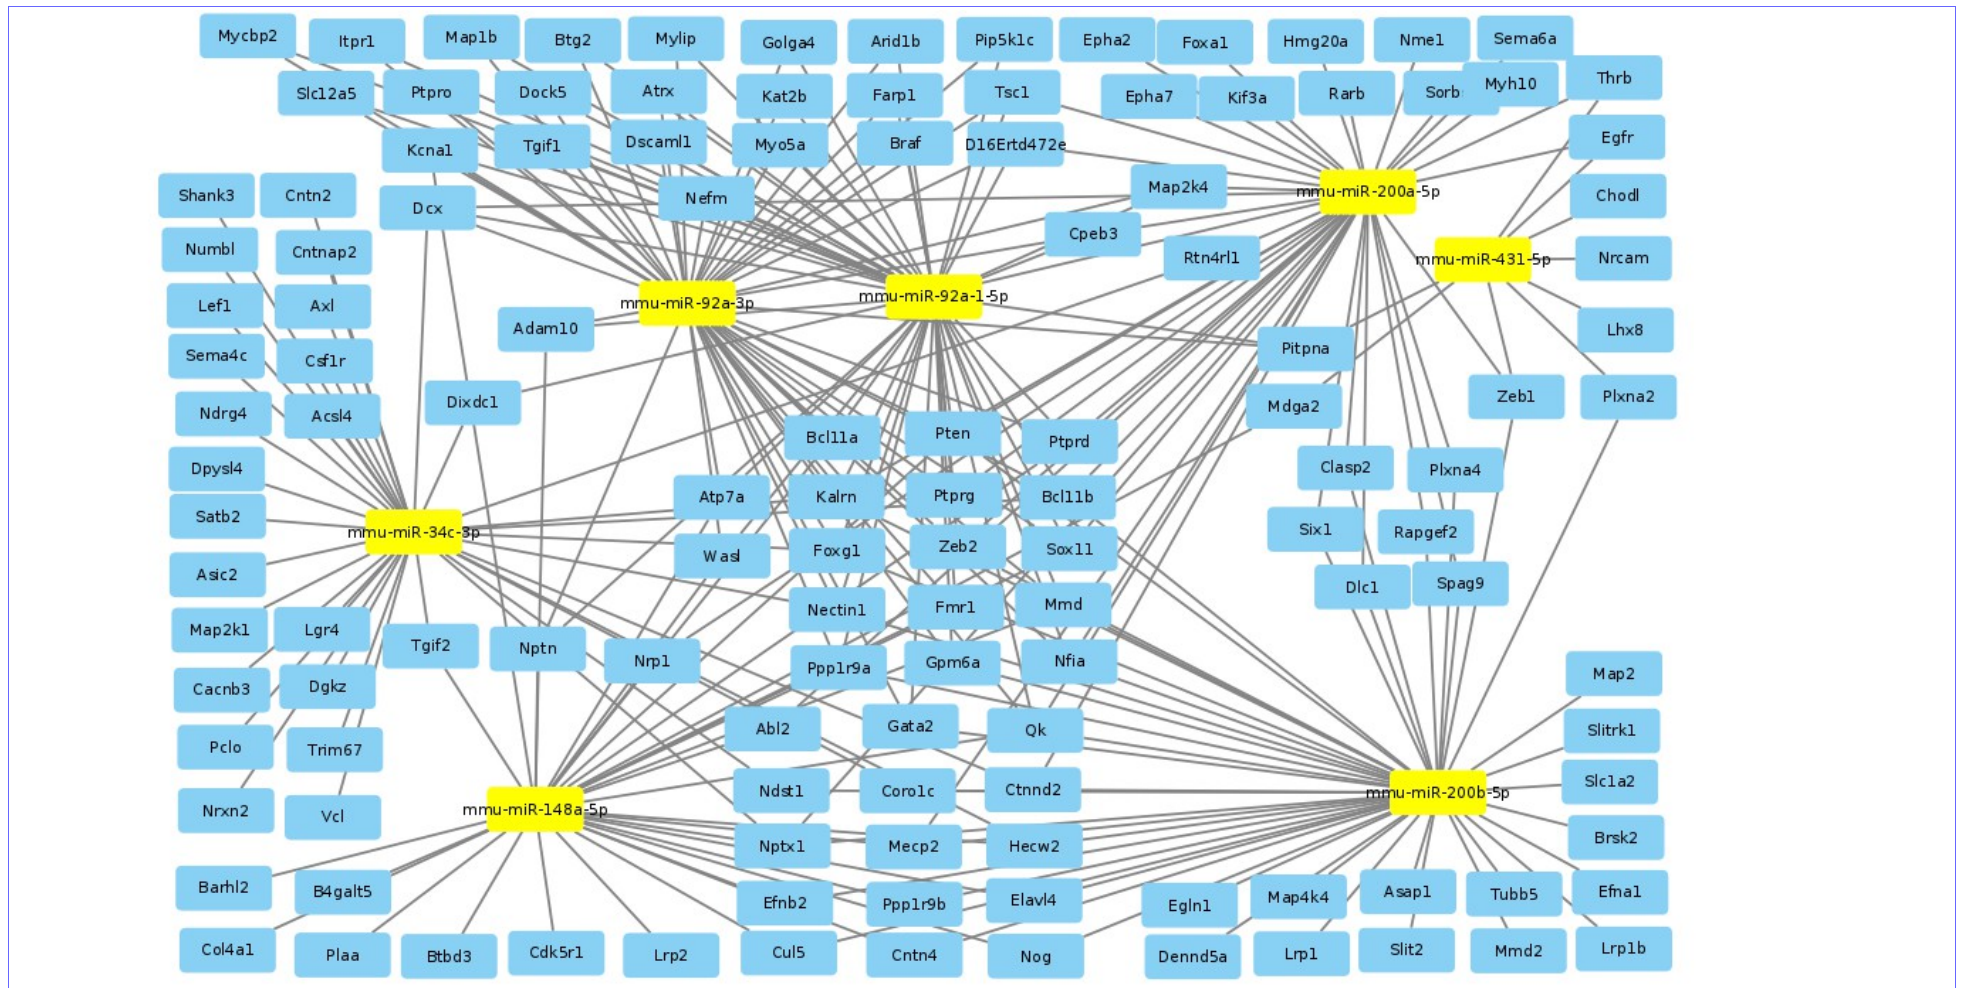 Mycbp2
Itpr1
Map1b
Btg2
Mylip
Golga4
Arid1b
Pip5k1c
Epha2
Foxa1
Hmg20a
Nme1
Sema6a
Slc12a5
Ptpro
Dock5
Atrx
Kat2b
Farp1
Tsc1
Epha7
Kif3a
Rarb
Sorb
Myh10
Thrb
Kcna1
Tgif1
Dscaml1
Myo5a
Braf
D16Ertd472e
Egfr
Shank3
Cntn2
Dcx
Nefm
Map2k4
mmu-miR-200a-5p
Chodl
Numbl
Cntnap2
Cpeb3
Rtn4rl1
mmu-miR-431-5p
Nrcam
Lef1
Axl
Adam10
mmu-miR-92a-3p
mmu-miR-92a-1-5p
Lhx8
Sema4c
Csf1r
Pitpna
Ndrg4
Acsl4
Dixdc1
Mdga2
Zeb1
Plxna2
Bcl11a
Pten
Ptprd
Dpysl4
Clasp2
Plxna4
Atp7a
Kalrn
Ptprg
Bcl11b
Satb2
mmu-miR-34c-3p
Six1
Rapgef2
Wasl
Foxg1
Zeb2
Sox11
Asic2
Dlc1
Spag9
Nectin1
Fmr1
Mmd
Map2k1
Lgr4
Tgif2
Nptn
Nrp1
Ppp1r9a
Gpm6a
Nfia
Map2
Cacnb3
Dgkz
Abl2
Gata2
Qk
Slitrk1
Pclo
Trim67
Ndst1
Coro1c
Ctnnd2
mmu-miR-200b-5p
Slc1a2
Nrxn2
Vcl
mmu-miR-148a-5p
Nptx1
Mecp2
Hecw2
Brsk2
Barhl2
B4galt5
Efnb2
Ppp1r9b
Elavl4
Egln1
Map4k4
Asap1
Tubb5
Efna1
Col4a1
Plaa
Btbd3
Cdk5r1
Lrp2
Cul5
Cntn4
Nog
Dennd5a
Lrp1
Slit2
Mmd2
Lrp1b